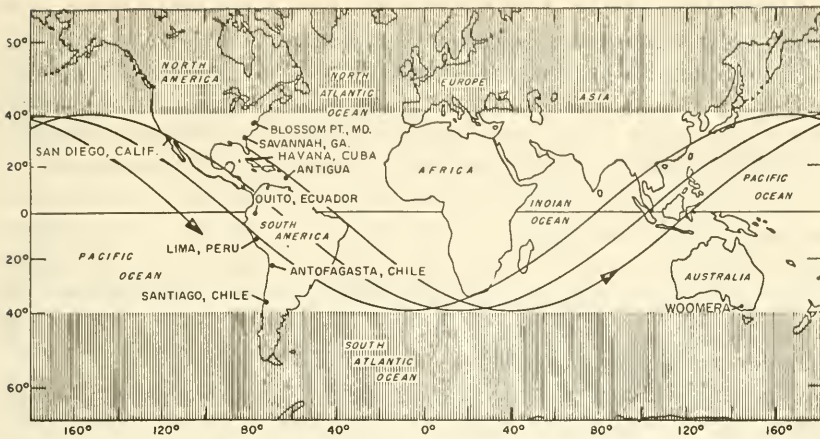 50°
NORTH
AMERICA
NORTH
ATLANTIC
OCEAN
EUROPE
ASIA
40°
BLOSSOM PT., MD.
SAVANNAH, GA.
SAN DIEGO, CALIF.
HAVANA, CUBA
20°
ANTIGUA
AFRICA
PACIFIC
OCEAN
QUITO, ECUADOR
INDIAN
OCEAN
0
SOUTH
AMERICA
LIMA, PERU
PACIFIC
OCEAN
20°
ANTOFAGASTA, CHILE
AUSTRALIA
SANTIAGO, CHILE
WOOMERA
40°
SOUTH
ATLANTIC
OCEAN
60°
160° 120° 80° 40° 0° 40° 80° 120° 160°